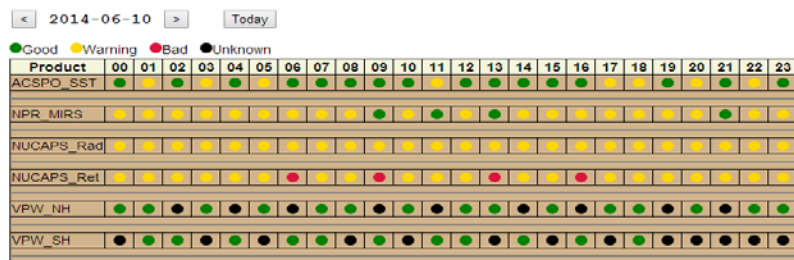 < 2014-06-10 > Today
Good Warning Bad Unknown
Product 00 01 02 03 04 05 06 07 08 09 10 11 12 13 14 15 16 17 18 19 20 21 22 23
ACSPO_SST
NPR_MIRS
NUCAPS_Rad
NUCAPS_Ret
VPW_NH
VPW_SH